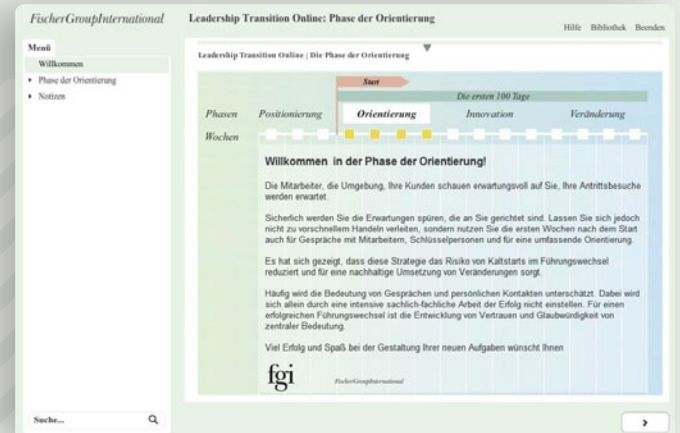 FischerGroupInternational
Leadership Transition Online: Phase der Orientierung
Hilfe Bibliothek Beenden
Menü
Willkommen
Phase der Orientierung
Notizen
Leadership Transition Online | Die Phase der Orientierung
Start
Die ersten 100 Tage
Phasen Positionierung Orientierung Innovation Veränderung
Wochen
Willkommen in der Phase der Orientierung!
Die Mitarbeiter, die Umgebung, Ihre Kunden schauen erwartungsvoll auf Sie, Ihre Antrittsbesuche
werden erwartet.
Sicherlich werden Sie die Erwartungen spüren, die an Sie gerichtet sind. Lassen Sie sich jedoch
nicht zu vorschnellem Handeln verleiten, sondern nutzen Sie die ersten Wochen nach dem Start
auch für Gespräche mit Mitarbeitern, Schlüsselpersonen und für eine umfassende Orientierung.
Es hat sich gezeigt, dass diese Strategie das Risiko von Kaltstarts im Führungswechsel
reduziert und für eine nachhaltige Umsetzung von Veränderungen sorgt.
Häufig wird die Bedeutung von Gesprächen und persönlichen Kontakten unterschätzt. Dabei wird
sich allein durch eine intensive sachlich-fachliche Arbeit der Erfolg nicht einstellen. Für einen
erfolgreichen Führungswechsel ist die Entwicklung von Vertrauen und Glaubwürdigkeit von
zentraler Bedeutung.
Viel Erfolg und Spaß bei der Gestaltung Ihrer neuen Aufgaben wünscht Ihnen
fgi
FischerGroupInternational
Suche...